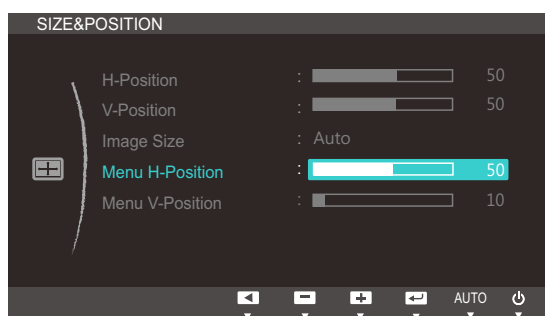 SIZE&POSITION
H-Position : 50
V-Position : 50
Image Size : Auto
Menu H-Position : 50
Menu V-Position : 10
AUTO